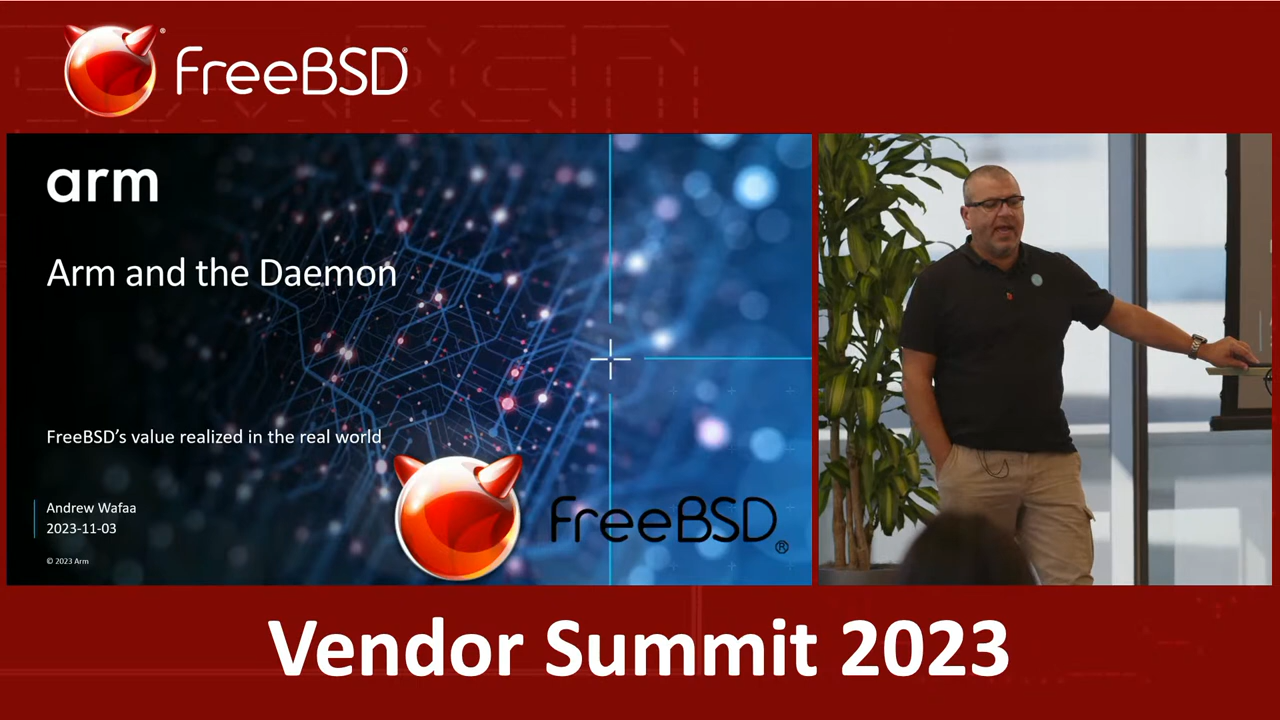 FreeBSD®
arm
Arm and the Daemon
FreeBSD's value realized in the real world
Andrew Wafaa
2023-11-03
© 2023 Arm
FreeBSD®
Vendor Summit 2023